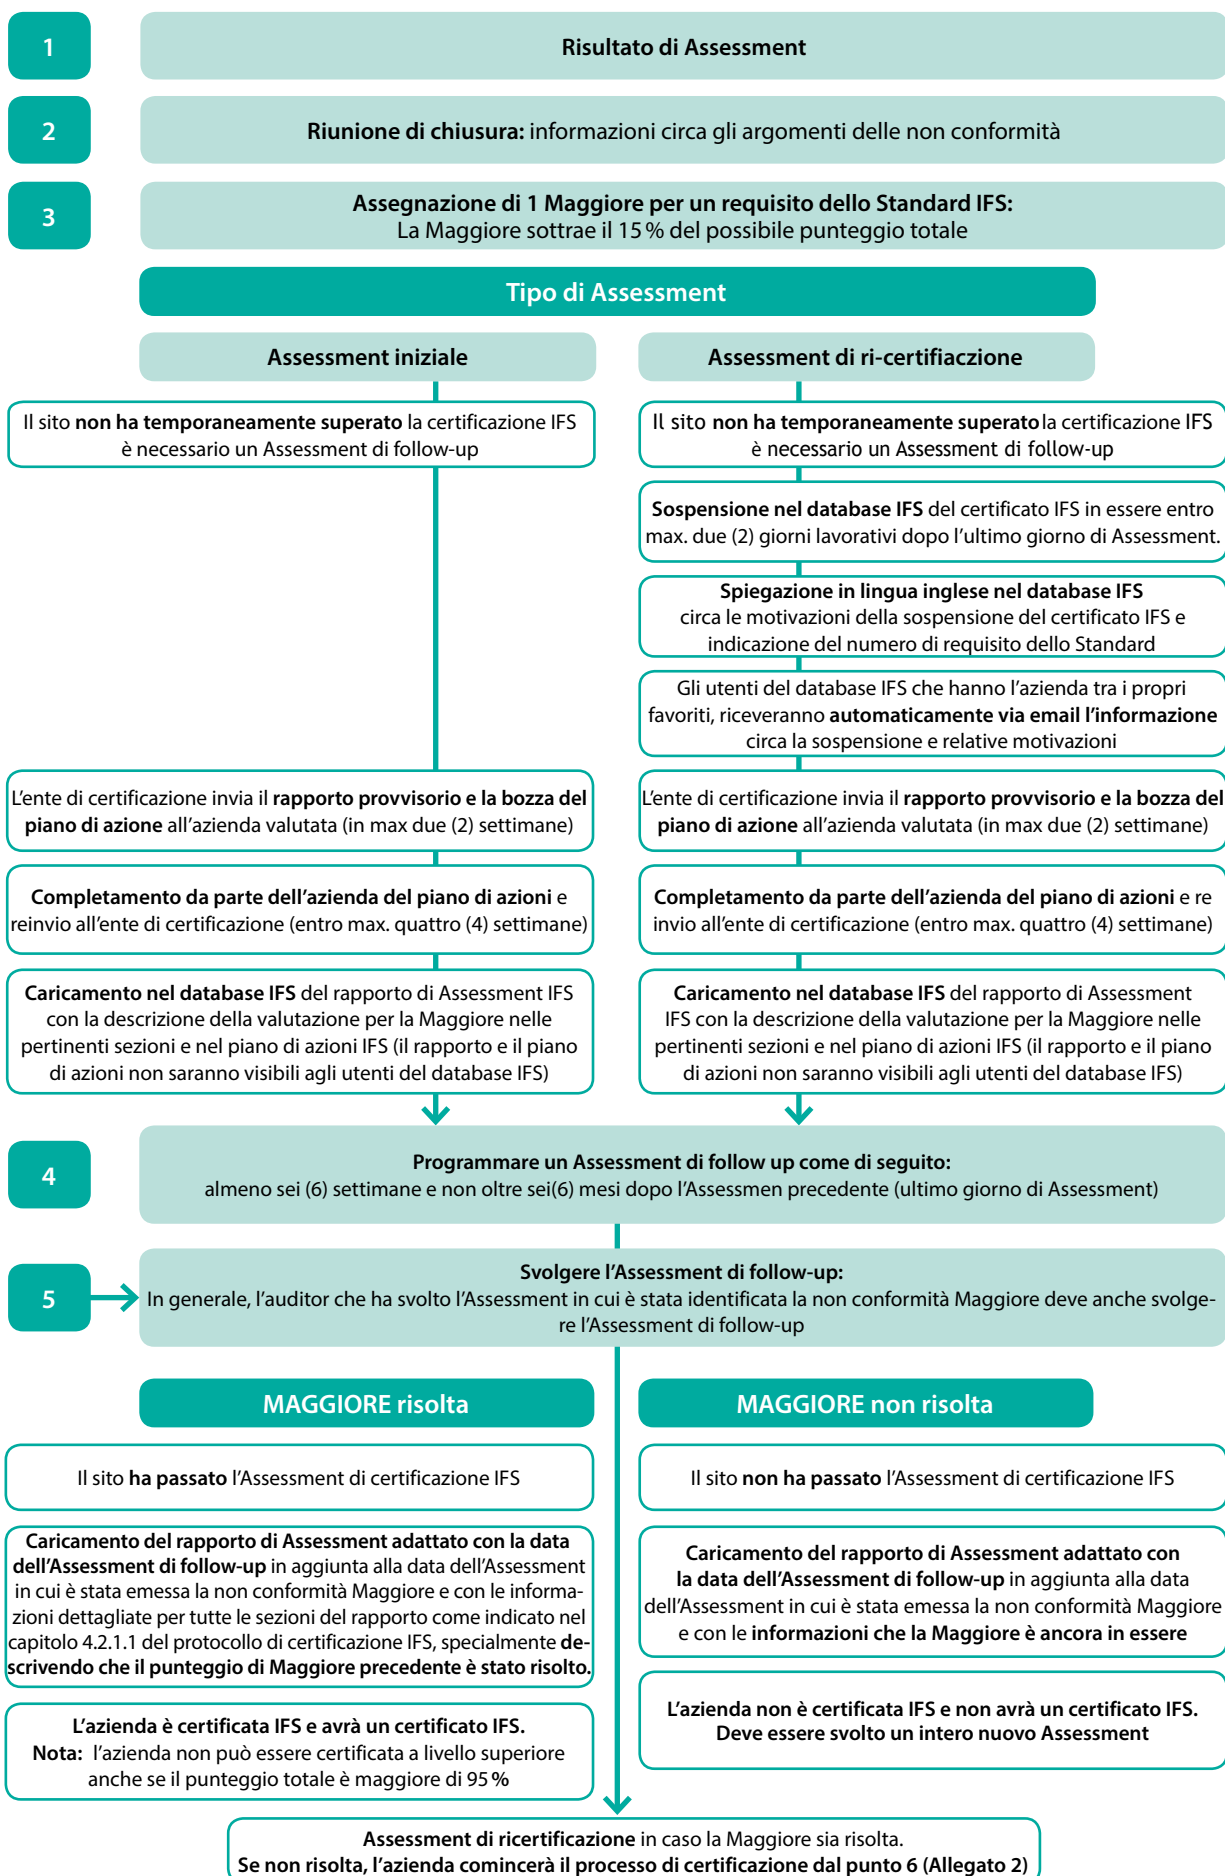 1
Risultato di Assessment
2
Riunione di chiusura: informazioni circa gli argomenti delle non conformità
3
Assegnazione di 1 Maggiore per un requisito dello Standard IFS:
La Maggiore sottrae il 15 % del possibile punteggio totale
Tipo di Assessment
Assessment iniziale
Il sito non ha temporaneamente superato la certificazione IFS
è necessario un Assessment di follow-up
L'ente di certificazione invia il rapporto provvisorio e la bozza del
piano di azione all'azienda valutata (in max due (2) settimane)
Completamento da parte dell'azienda del piano di azioni e
reinvio all'ente di certificazione (entro max. quattro (4) settimane)
Caricamento nel database IFS del rapporto di Assessment IFS
con la descrizione della valutazione per la Maggiore nelle
pertinenti sezioni e nel piano di azioni IFS (il rapporto e il piano
di azioni non saranno visibili agli utenti del database IFS)
Assessment di ri-certifiaczione
Il sito non ha temporaneamente superato la certificazione IFS
è necessario un Assessment di follow-up
Sospensione nel database IFS del certificato IFS in essere entro
max. due (2) giorni lavorativi dopo l'ultimo giorno di Assessment.
Spiegazione in lingua inglese nel database IFS
circa le motivazioni della sospensione del certificato IFS e
indicazione del numero di requisito dello Standard
Gli utenti del database IFS che hanno l'azienda tra i propri
favoriti, riceveranno automaticamente via email l'informazione
circa la sospensione e relative motivazioni
L'ente di certificazione invia il rapporto provvisorio e la bozza del
piano di azione all'azienda valutata (in max due (2) settimane)
Completamento da parte dell'azienda del piano di azioni e re
invio all'ente di certificazione (entro max. quattro (4) settimane)
Caricamento nel database IFS del rapporto di Assessment
IFS con la descrizione della valutazione per la Maggiore nelle
pertinenti sezioni e nel piano di azioni IFS (il rapporto e il piano
di azioni non saranno visibili agli utenti del database IFS)
4
Programmare un Assessment di follow up come di seguito:
almeno sei (6) settimane e non oltre sei(6) mesi dopo l'Assessmen precedente (ultimo giorno di Assessment)
5
Svolgere l'Assessment di follow-up:
In generale, l'auditor che ha svolto l'Assessment in cui è stata identificata la non conformità Maggiore deve anche svolge-
re l'Assessment di follow-up
MAGGIORE risolta
Il sito ha passato l'Assessment di certificazione IFS
Caricamento del rapporto di Assessment adattato con la data
dell'Assessment di follow-up in aggiunta alla data dell'Assessment
in cui è stata emessa la non conformità Maggiore e con le informa-
zioni dettagliate per tutte le sezioni del rapporto come indicato nel
capitolo 4.2.1.1 del protocollo di certificazione IFS, specialmente de-
scrivendo che il punteggio di Maggiore precedente è stato risolto.
L'azienda è certificata IFS e avrà un certificato IFS.
Nota: l'azienda non può essere certificata a livello superiore
anche se il punteggio totale è maggiore di 95 %
MAGGIORE non risolta
Il sito non ha passato l'Assessment di certificazione IFS
Caricamento del rapporto di Assessment adattato con
la data dell'Assessment di follow-up in aggiunta alla data
dell'Assessment in cui è stata emessa la non conformità Maggiore
e con le informazioni che la Maggiore è ancora in essere
L'azienda non è certificata IFS e non avrà un certificato IFS.
Deve essere svolto un intero nuovo Assessment
Assessment di ricertificazione in caso la Maggiore sia risolta.
Se non risolta, l'azienda comincerà il processo di certificazione dal punto 6 (Allegato 2)